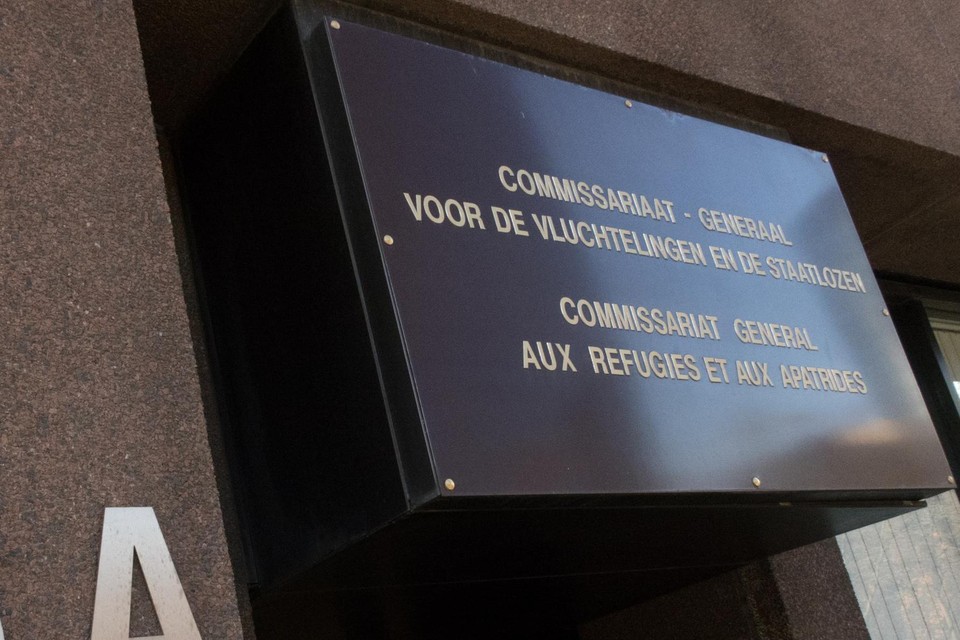 COMMISSARIAAT - GENERAAL
VOOR DE VLUCHTELINGEN EN DE STAATLOZEN
COMMISSARIAT GENERAL
AUX REFUGIES ET AUX APATRIDES
A